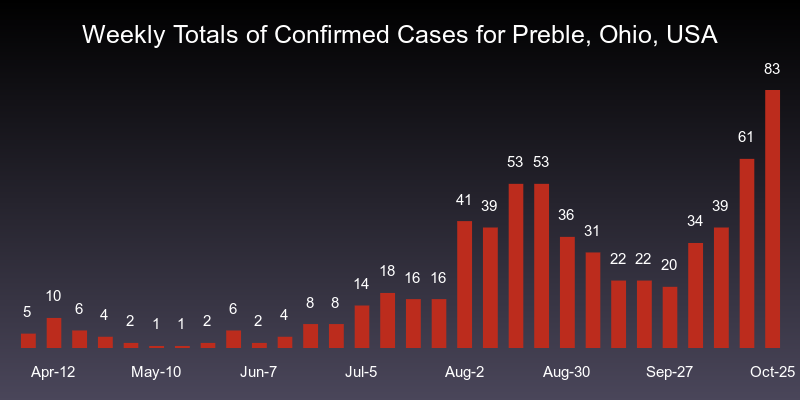 Weekly Totals of Confirmed Cases for Preble, Ohio, USA
5 10 6 4 2 1 1 2 6 2 4 8 8 14 18 16 16 41 39 53 53 36 31 22 22 20 34 39 61 83
Apr-12 May-10 Jun-7 Jul-5 Aug-2 Aug-30 Sep-27 Oct-25